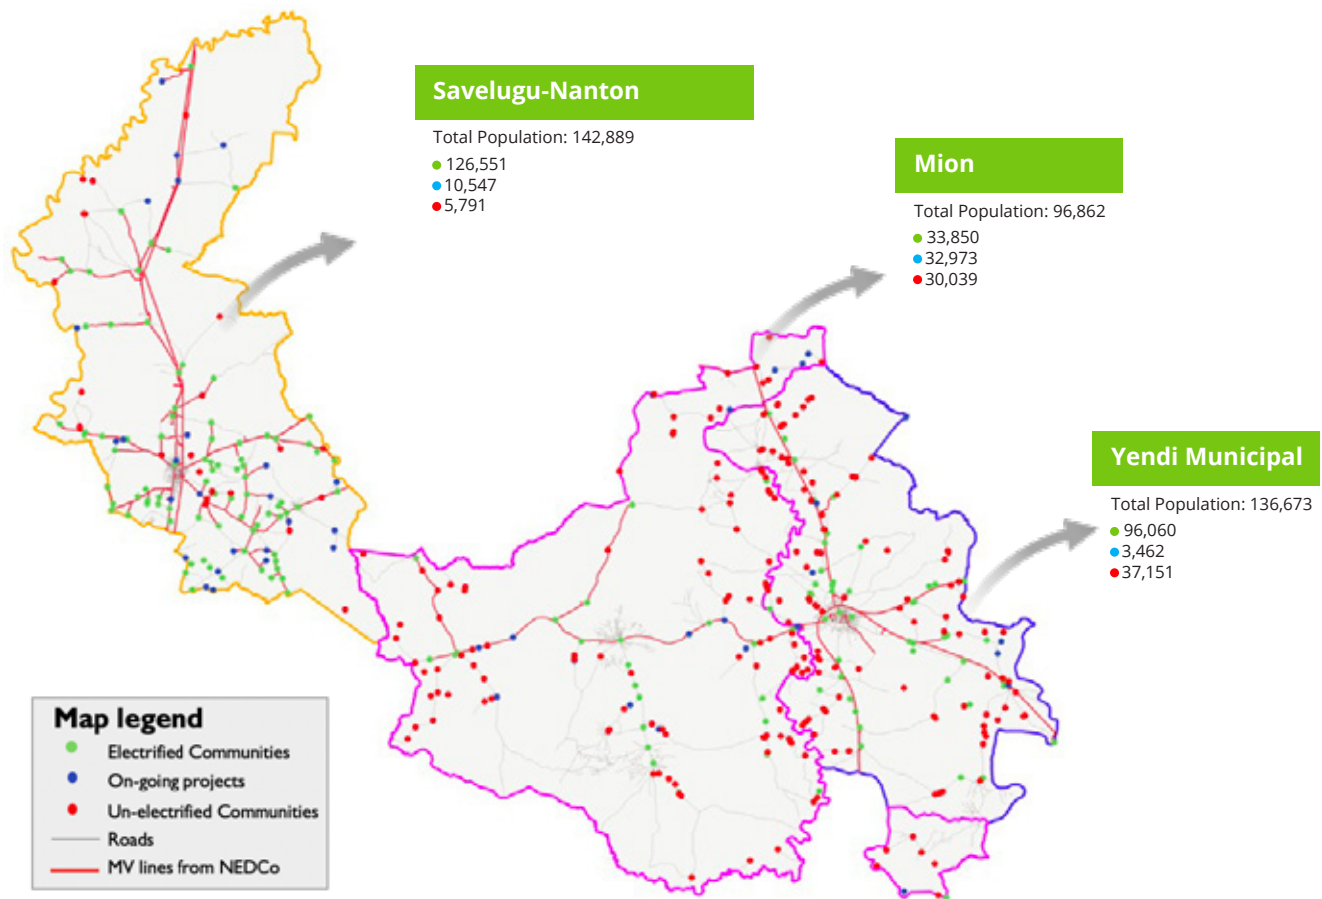 Savelugu-Nanton
Total Population: 142,889
126,551
10,547
5,791
Mion
Total Population: 96,862
33,850
32,973
30,039
Yendi Municipal
Total Population: 136,673
96,060
3,462
37,151
Map legend
Electrified Communities
On-going projects
Un-electrified Communities
Roads
MV lines from NEDCo